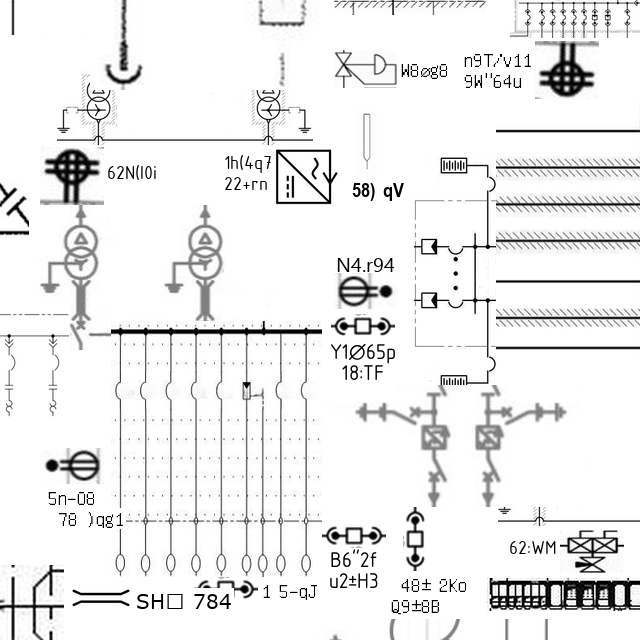 W8øg8
n9T/v11
9W"64u
62N(I0i
1h(4q7
22+rn
58) qV
N4.r94
Y1Ø65p
18:TF
5n-08
78 )qg1
B6"2f
u2±H3
62:WM
48± 2Ko
Q9±8B
SH□ 784
1 5-qJ